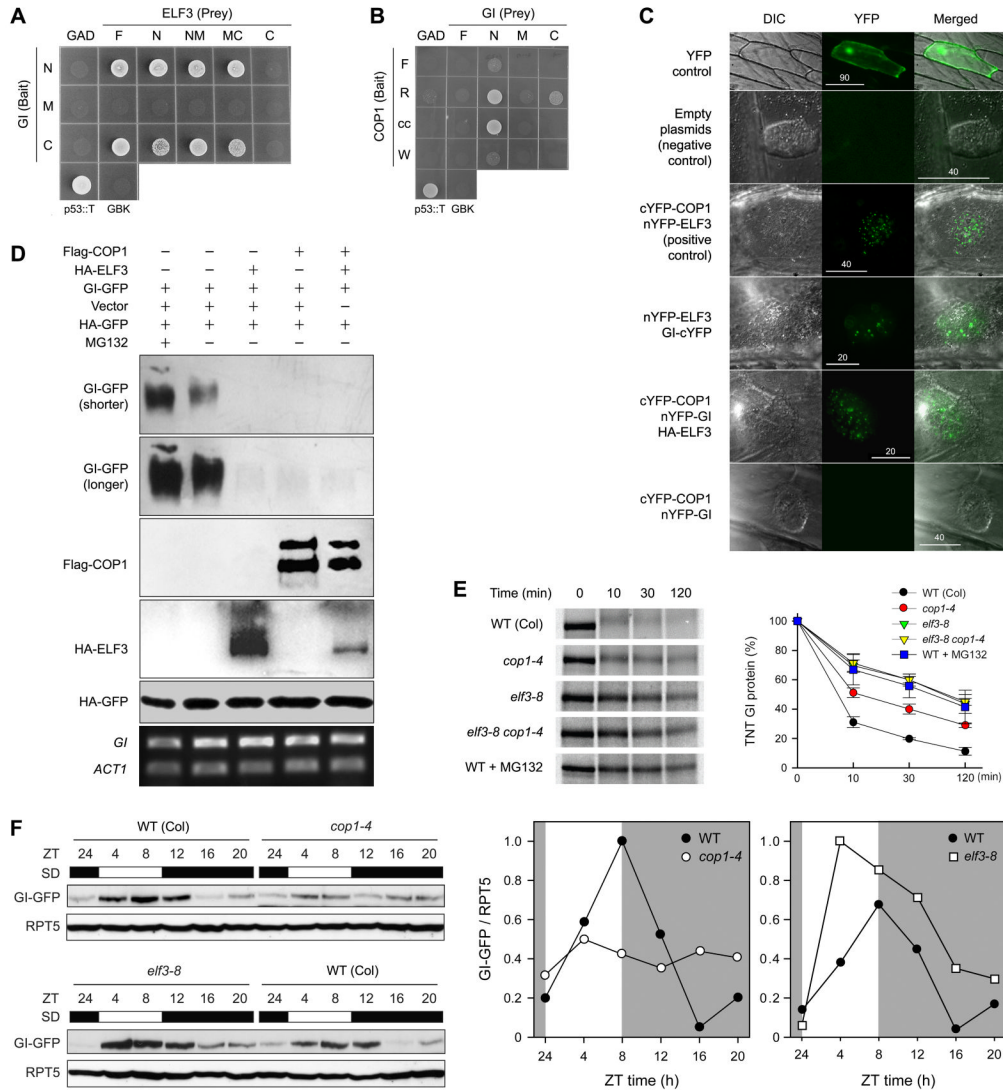 A
ELF3 (Prey)
GAD F N NM MC C
GI (Bait)
N
M
C
p53::T GBK
B
GI (Prey)
GAD F N M C
COP1 (Bait)
F
R
cc
W
p53::T GBK
C
DIC YFP Merged
YFP
control
90
Empty
plasmids
(negative
control)
40
cYFP-COP1
nYFP-ELF3
(positive
control)
40
nYFP-ELF3
GI-cYFP
20
cYFP-COP1
nYFP-GI
HA-ELF3
20
cYFP-COP1
nYFP-GI
40
D
Flag-COP1 – – – + +
HA-ELF3 – – + – +
GI-GFP + + + + +
Vector + + + + –
HA-GFP + + + + +
MG132 + – – – –
GI-GFP
(shorter)
GI-GFP
(longer)
Flag-COP1
HA-ELF3
HA-GFP
GI
ACT1
E
Time (min) 0 10 30 120
WT (Col)
cop1-4
elf3-8
elf3-8 cop1-4
WT + MG132
WT (Col)
cop1-4
elf3-8
elf3-8 cop1-4
WT + MG132
TNT GI protein (%)
100
80
60
40
20
0
0 10 30 120 (min)
F
WT (Col) cop1-4
ZT 24 4 8 12 16 20 24 4 8 12 16 20
SD
GI-GFP
RPT5
elf3-8 WT (Col)
ZT 24 4 8 12 16 20 24 4 8 12 16 20
SD
GI-GFP
RPT5
GI-GFP / RPT5
1.0
0.8
0.6
0.4
0.2
0
WT
cop1-4
24 4 8 12 16 20
ZT time (h)
1.0
0.8
0.6
0.4
0.2
0
WT
elf3-8
24 4 8 12 16 20
ZT time (h)